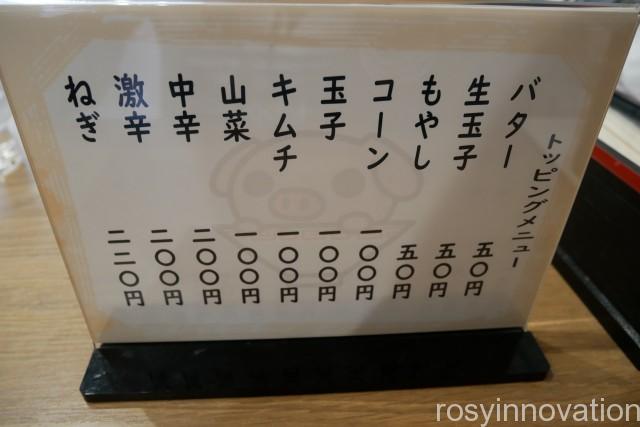 トッピングメニュー
バター 五〇円
生玉子 五〇円
もやし 五〇円
コーン 一〇〇円
玉子 一〇〇円
キムチ 一〇〇円
山菜 一〇〇円
中辛 二〇〇円
激辛 二〇〇円
ねぎ 二二〇円
rosyinnovation